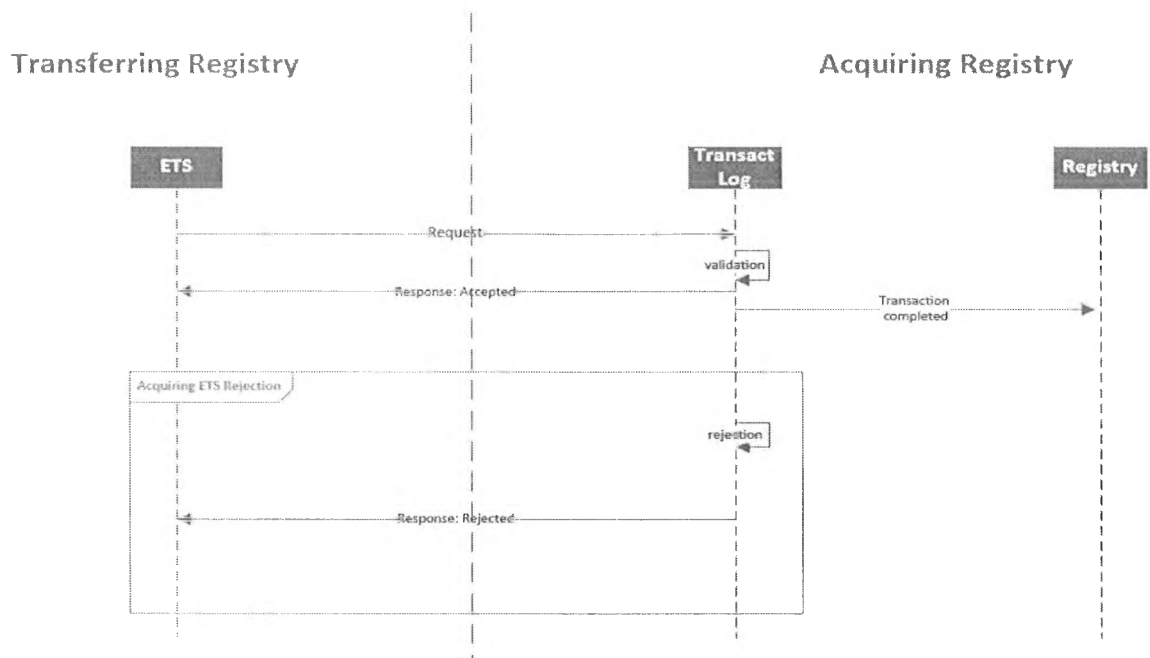 Transferring Registry
Acquiring Registry
ETS
Transact
Log
Registry
Request
validation
Response: Accepted
Transaction
completed
Acquiring ETS Rejection
rejection
Response: Rejected